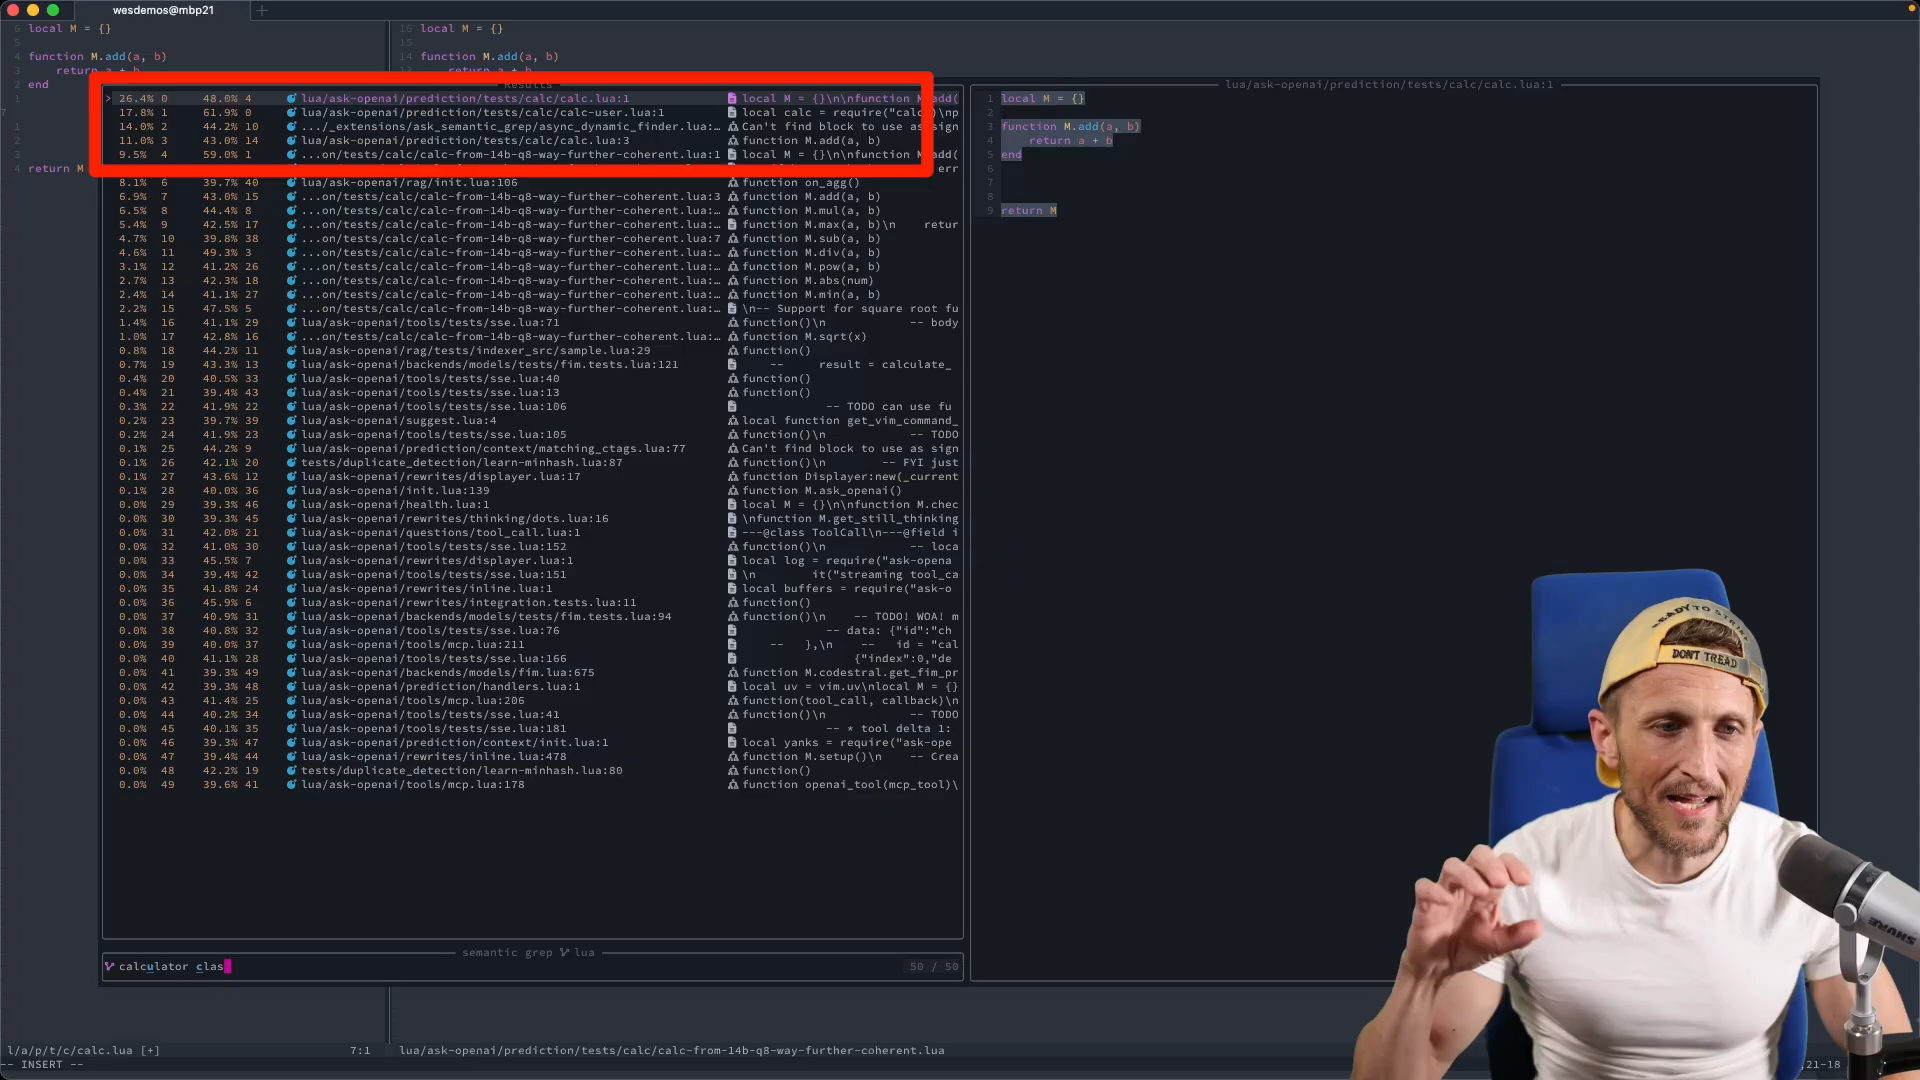 wesdemos@mbp21
6 local M = {}
5
4 function M.add(a, b)
3 return a + b
2 end
1
7
1
2
3
4 return M
16 local M = {}
15
14 function M.add(a, b)
13 return a + b
Results
> 26.4% 0 48.0% 4 lua/ask-openai/prediction/tests/calc/calc.lua:1 local M = {}\n\nfunction M.add(
17.8% 1 61.9% 0 lua/ask-openai/prediction/tests/calc/calc-user.lua:1 local calc = require("calc")\np
14.0% 2 44.2% 10 .../_extensions/ask_semantic_grep/async_dynamic_finder.lua:… Can't find block to use as sign
11.0% 3 43.0% 14 lua/ask-openai/prediction/tests/calc/calc.lua:3 function M.add(a, b)
9.5% 4 59.0% 1 ...on/tests/calc/calc-from-14b-q8-way-further-coherent.lua:1 local M = {}\n\nfunction M.add(
err
8.1% 6 39.7% 40 lua/ask-openai/rag/init.lua:106 function on_agg()
6.9% 7 43.0% 15 ...on/tests/calc/calc-from-14b-q8-way-further-coherent.lua:3 function M.add(a, b)
6.5% 8 44.4% 8 ...on/tests/calc/calc-from-14b-q8-way-further-coherent.lua:… function M.mul(a, b)
5.4% 9 42.5% 17 ...on/tests/calc/calc-from-14b-q8-way-further-coherent.lua:… function M.max(a, b)\n retur
4.7% 10 39.8% 38 ...on/tests/calc/calc-from-14b-q8-way-further-coherent.lua:7 function M.sub(a, b)
4.6% 11 49.3% 3 ...on/tests/calc/calc-from-14b-q8-way-further-coherent.lua:… function M.div(a, b)
3.1% 12 41.2% 26 ...on/tests/calc/calc-from-14b-q8-way-further-coherent.lua:… function M.pow(a, b)
2.7% 13 42.3% 18 ...on/tests/calc/calc-from-14b-q8-way-further-coherent.lua:… function M.abs(num)
2.4% 14 41.1% 27 ...on/tests/calc/calc-from-14b-q8-way-further-coherent.lua:… function M.min(a, b)
2.2% 15 47.5% 5 ...on/tests/calc/calc-from-14b-q8-way-further-coherent.lua:… \n-- Support for square root fu
1.4% 16 41.1% 29 lua/ask-openai/tools/tests/sse.lua:71 function()\n -- body
1.0% 17 42.8% 16 ...on/tests/calc/calc-from-14b-q8-way-further-coherent.lua:… function M.sqrt(x)
0.8% 18 44.2% 11 lua/ask-openai/rag/tests/indexer_src/sample.lua:29 function()
0.7% 19 43.3% 13 lua/ask-openai/backends/models/tests/fim.tests.lua:121 -- result = calculate_
0.4% 20 40.5% 33 lua/ask-openai/tools/tests/sse.lua:40 function()
0.4% 21 39.4% 43 lua/ask-openai/tools/tests/sse.lua:13 function()
0.3% 22 41.9% 22 lua/ask-openai/tools/tests/sse.lua:106 -- TODO can use fu
0.2% 23 39.7% 39 lua/ask-openai/suggest.lua:4 local function get_vim_command_
0.2% 24 41.9% 23 lua/ask-openai/tools/tests/sse.lua:105 function()\n -- TODO
0.1% 25 44.2% 9 lua/ask-openai/prediction/context/matching_ctags.lua:77 Can't find block to use as sign
0.1% 26 42.1% 20 tests/duplicate_detection/learn-minhash.lua:87 function()\n -- FYI just
0.1% 27 43.6% 12 lua/ask-openai/rewrites/displayer.lua:17 function Displayer:new(_current
0.1% 28 40.0% 36 lua/ask-openai/init.lua:139 function M.ask_openai()
0.0% 29 39.3% 46 lua/ask-openai/health.lua:1 local M = {}\n\nfunction M.chec
0.0% 30 39.3% 45 lua/ask-openai/rewrites/thinking/dots.lua:16 \nfunction M.get_still_thinking
0.0% 31 42.0% 21 lua/ask-openai/questions/tool_call.lua:1 ---@class ToolCall\n---@field i
0.0% 32 41.0% 30 lua/ask-openai/tools/tests/sse.lua:152 function()\n -- loca
0.0% 33 45.5% 7 lua/ask-openai/rewrites/displayer.lua:1 local log = require("ask-opena
0.0% 34 39.4% 42 lua/ask-openai/tools/tests/sse.lua:151 \n it("streaming tool_ca
0.0% 35 41.8% 24 lua/ask-openai/rewrites/inline.lua:1 local buffers = require("ask-o
0.0% 36 45.9% 6 lua/ask-openai/rewrites/integration.tests.lua:11 function()
0.0% 37 40.9% 31 lua/ask-openai/backends/models/tests/fim.tests.lua:94 function()\n -- TODO! WOA! m
0.0% 38 40.8% 32 lua/ask-openai/tools/tests/sse.lua:76 -- data: {"id":"ch
0.0% 39 40.0% 37 lua/ask-openai/tools/mcp.lua:211 -- },\n -- id = "cal
0.0% 40 41.1% 28 lua/ask-openai/tools/tests/sse.lua:166 {"index":0,"de
0.0% 41 39.3% 49 lua/ask-openai/backends/models/fim.lua:675 function M.codestral.get_fim_pr
0.0% 42 39.3% 48 lua/ask-openai/prediction/handlers.lua:1 local uv = vim.uv\nlocal M = {}
0.0% 43 41.4% 25 lua/ask-openai/tools/mcp.lua:206 function(tool_call, callback)\n
0.0% 44 40.2% 34 lua/ask-openai/tools/tests/sse.lua:41 function()\n -- TODO
0.0% 45 40.1% 35 lua/ask-openai/tools/tests/sse.lua:181 -- * tool delta 1:
0.0% 46 39.3% 47 lua/ask-openai/prediction/context/init.lua:1 local yanks = require("ask-ope
0.0% 47 39.4% 44 lua/ask-openai/rewrites/inline.lua:478 function M.setup()\n -- Crea
0.0% 48 42.2% 19 tests/duplicate_detection/learn-minhash.lua:80 function()
0.0% 49 39.6% 41 lua/ask-openai/tools/mcp.lua:178 function openai_tool(mcp_tool)\
semantic grep lua
calculator clas 50 / 50
lua/ask-openai/prediction/tests/calc/calc.lua:1
1 local M = {}
2
3 function M.add(a, b)
4 return a + b
5 end
6
7
8
9 return M
DON'T TREAD
SHURE
l/a/p/t/c/calc.lua [+] 7:1 lua/ask-openai/prediction/tests/calc/calc-from-14b-q8-way-further-coherent.lua
-- INSERT -- ,21-18